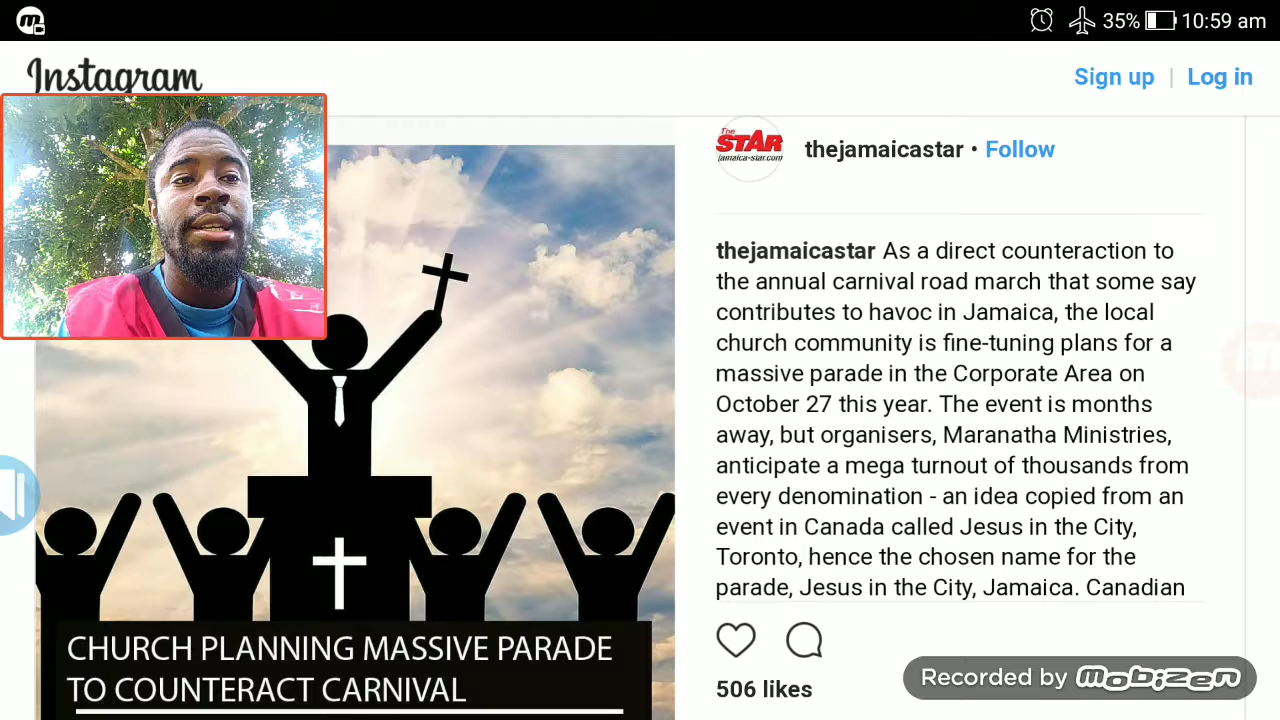 35% 10:59 am
Instagram
Sign up | Log in
The
STAR
jamaica-star.com
thejamaicastar • Follow
thejamaicastar As a direct counteraction to
the annual carnival road march that some say
contributes to havoc in Jamaica, the local
church community is fine-tuning plans for a
massive parade in the Corporate Area on
October 27 this year. The event is months
away, but organisers, Maranatha Ministries,
anticipate a mega turnout of thousands from
every denomination - an idea copied from an
event in Canada called Jesus in the City,
Toronto, hence the chosen name for the
parade, Jesus in the City, Jamaica. Canadian
CHURCH PLANNING MASSIVE PARADE
TO COUNTERACT CARNIVAL
506 likes
Recorded by Mobizen